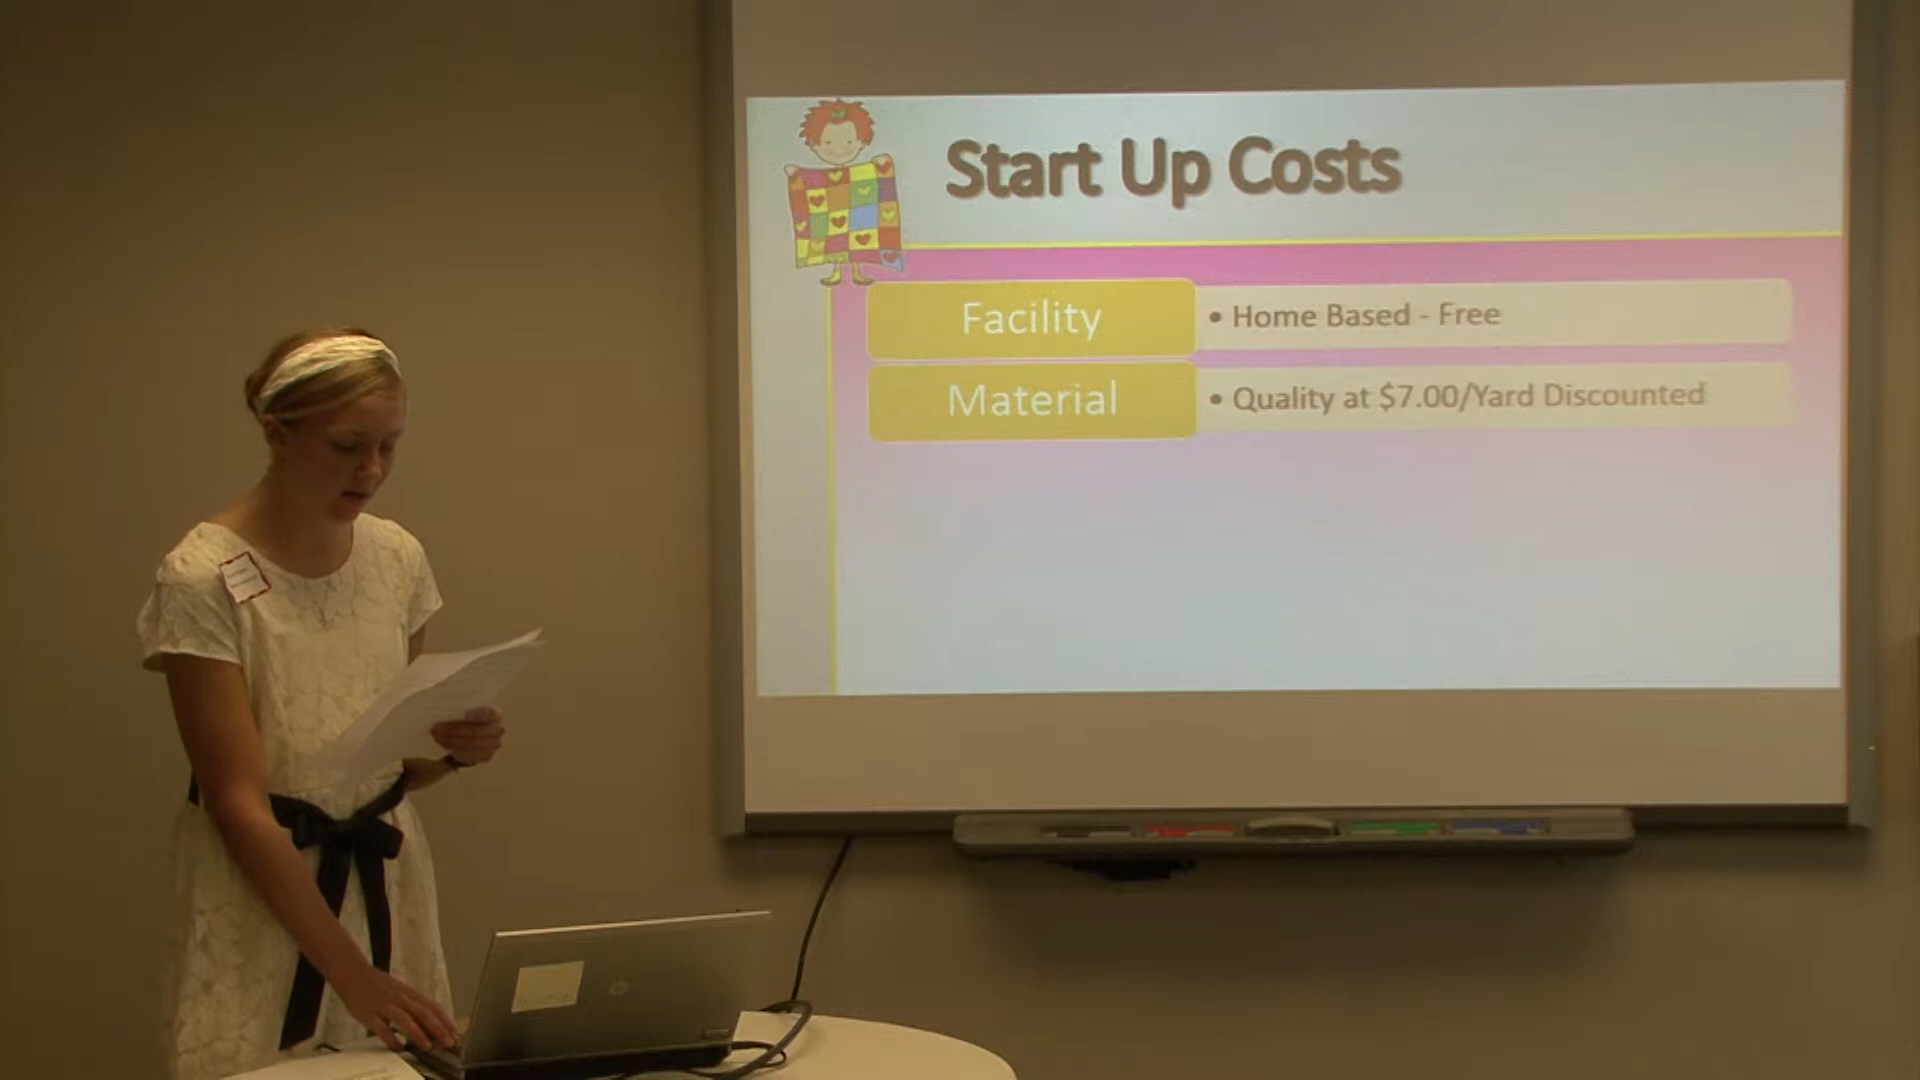 Start Up Costs
Facility
• Home Based - Free
Material
• Quality at $7.00/Yard Discounted